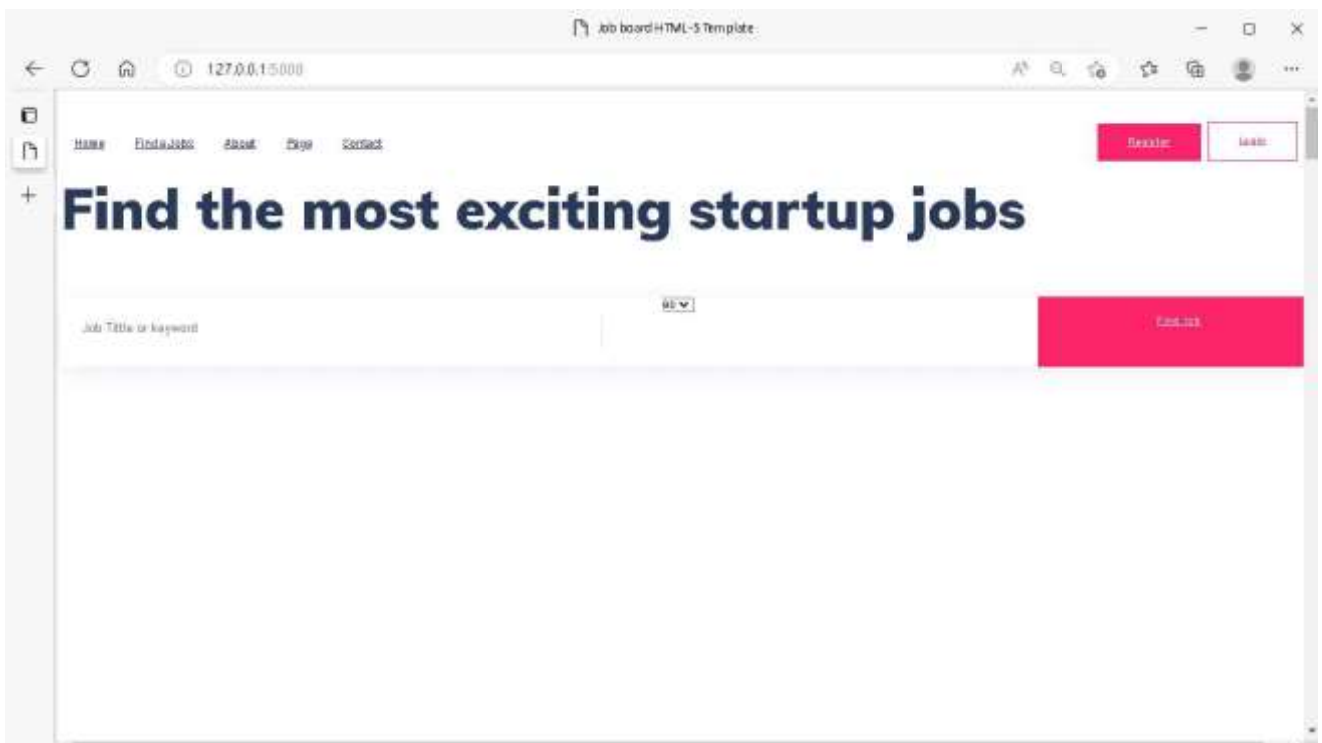 Job board HTML-5 Template
127.0.0.1:5000
Home Find a Jobs About Page Contact
Register Login
Find the most exciting startup jobs
Job Tittle or keyword BD Find Job